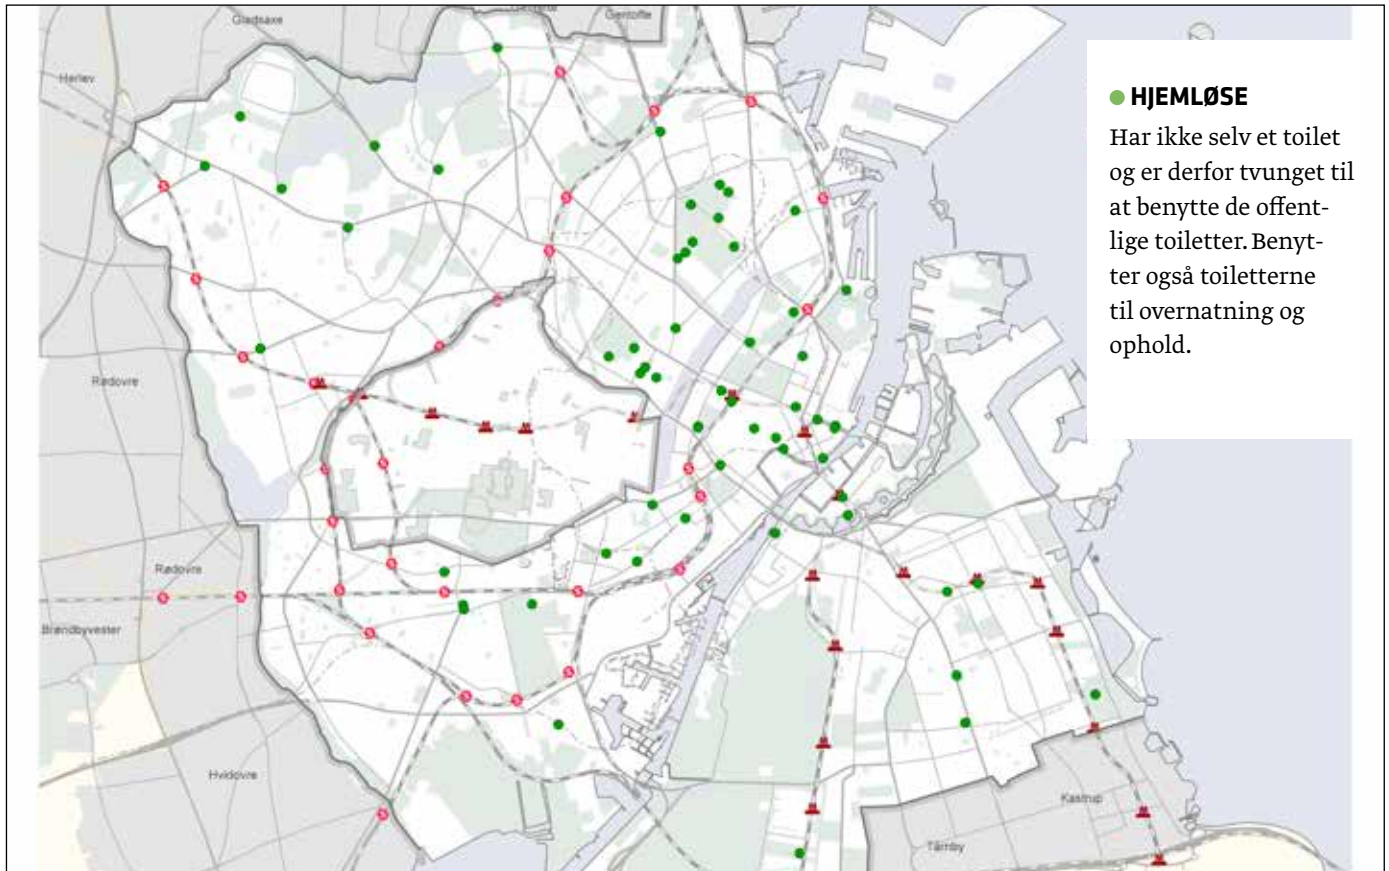 Gladsaxe
Gentofte
Herlev
HJEMLØSE
Har ikke selv et toilet
og er derfor tvunget til
at benytte de offent-
lige toiletter. Benyt-
ter også toiletterne
til overnatning og
ophold.
Rødovre
Rødovre
Brøndbyvester
Hvidovre
Kastrup
Tårnby